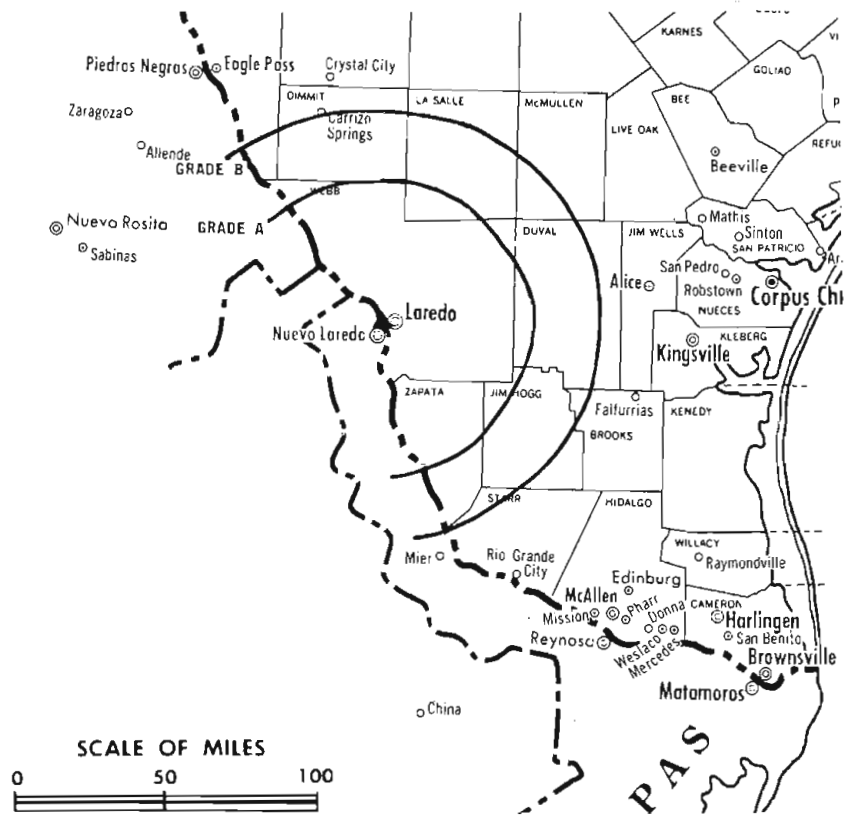 KARNES
GOLIAD
Piedras Negras
Eagle Pass
Crystal City
DIMMIT
LA SALLE
McMULLEN
BEE
Zaragoza
Carrizo
Springs
LIVE OAK
Allende
GRADE B
Beeville
WEBB
Nueva Rosita
GRADE A
Sabinas
DUVAL
JIM WELLS
Mathis
Sinton
SAN PATRICIO
San Pedro
Alice
Robstown
Corpus Ch
NUECES
Laredo
Nuevo Laredo
KLEBERG
Kingsville
ZAPATA
JIM HOGG
Falfurrias
KENEDY
BROOKS
STARR
HIDALGO
WILLACY
Mier
Rio Grande
City
Raymondville
Edinburg
McAllen
CAMERON
Mission
Pharr
Donna
Harlingen
San Benito
Reynosa
Weslaco
Mercedes
Brownsville
Matamoros
China
PAS
SCALE OF MILES
0 50 100